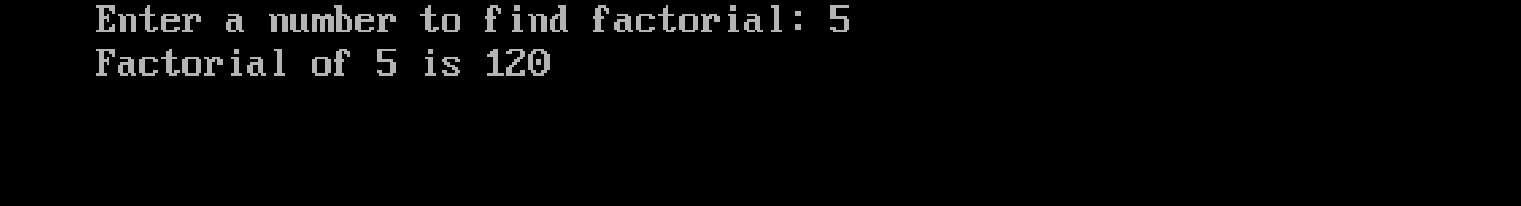 Enter a number to find factorial: 5
Factorial of 5 is 120